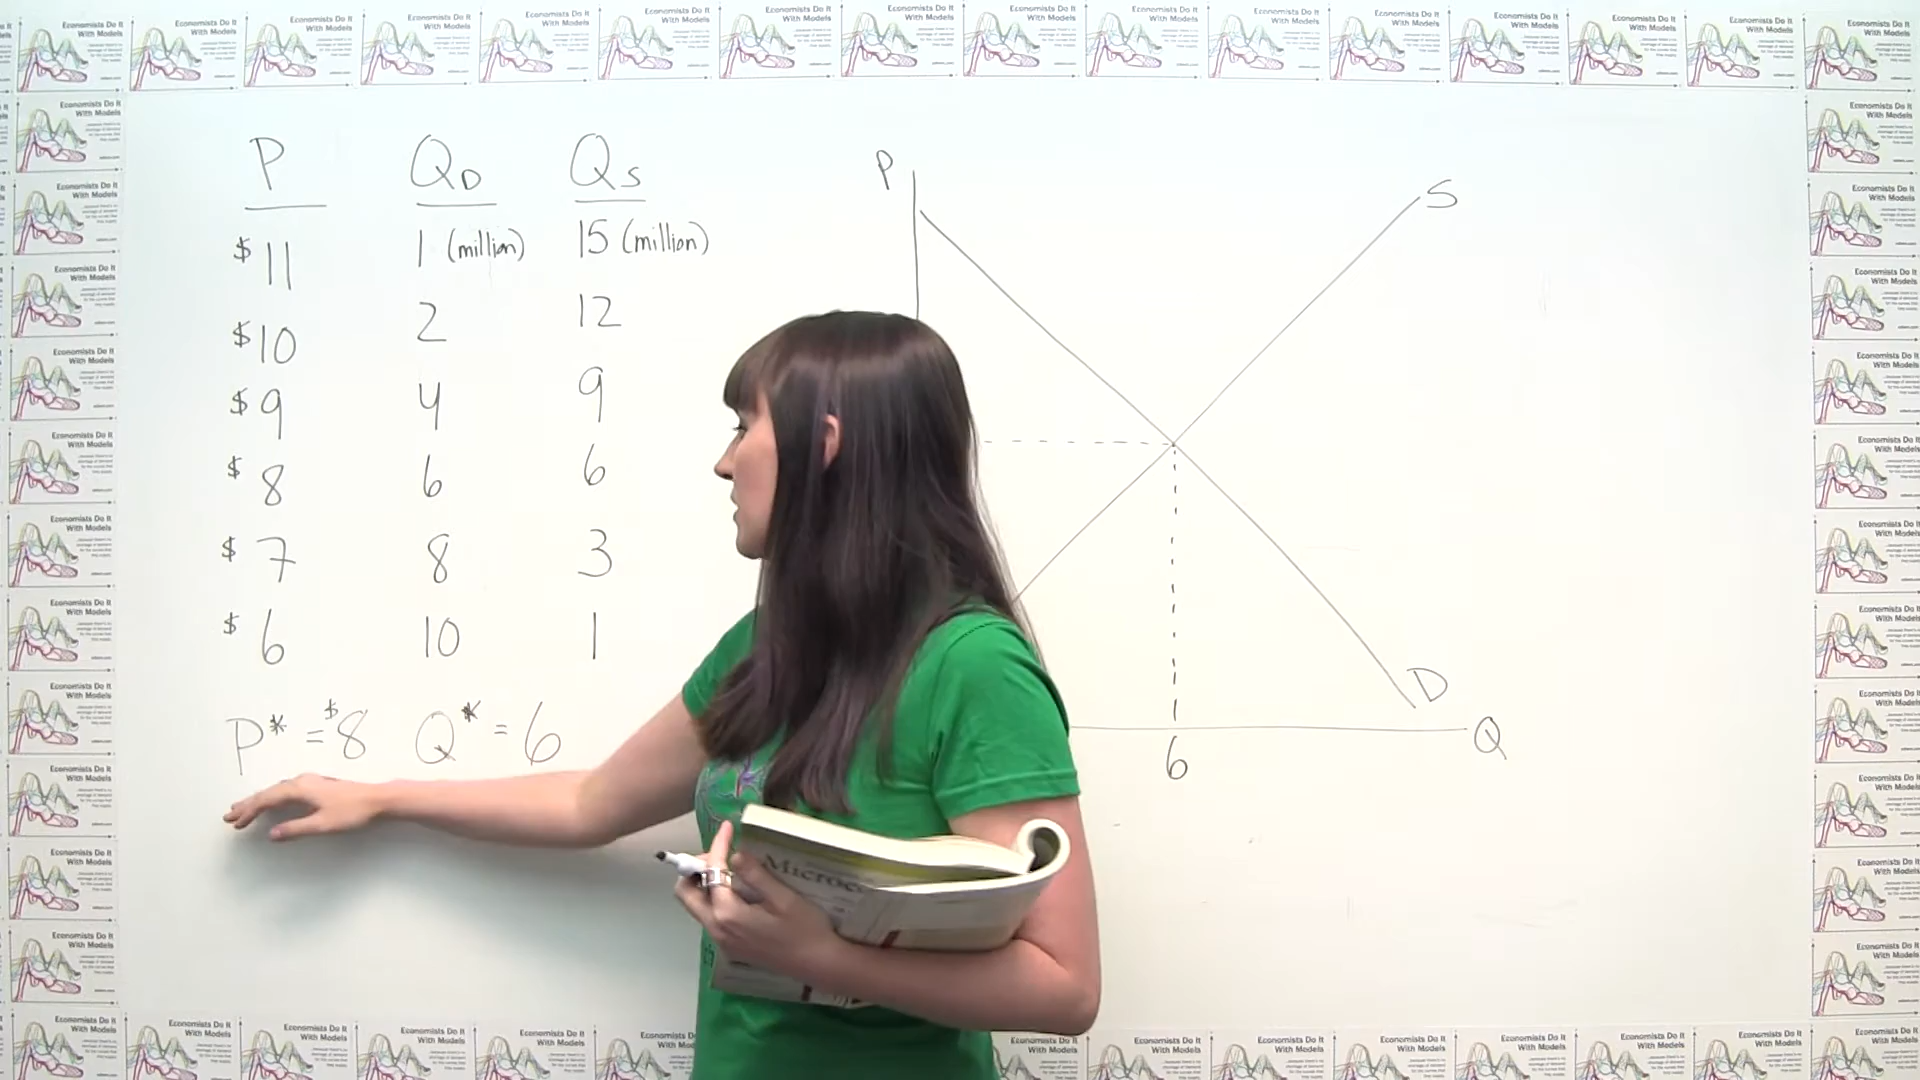 P QD QS
$11 1 (million) 15 (million)
$10 2 12
$9 4 9
$8 6 6
$7 8 3
$6 10 1
P* = $8 Q* = 6
P
S
D
Q
6
Economists Do It
With Models
Microec